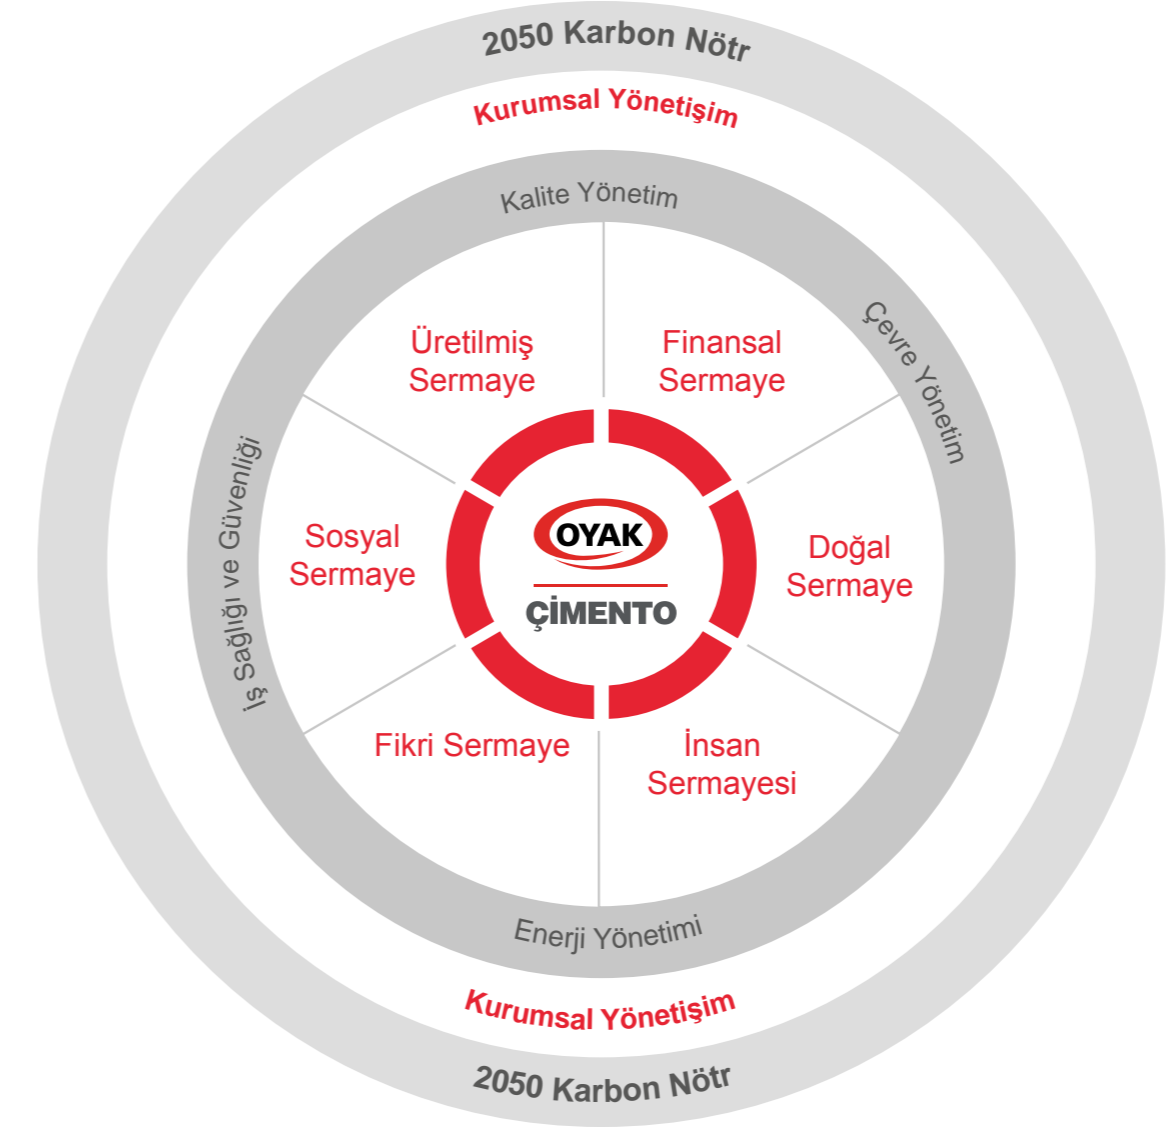 2050 Karbon Nötr
Kurumsal Yönetişim
Kalite Yönetim
Çevre Yönetim
Üretilmiş
Sermaye
Finansal
Sermaye
İş Sağlığı ve Güvenliği
Sosyal
Sermaye
OYAK
ÇİMENTO
Doğal
Sermaye
Fikri Sermaye
İnsan
Sermayesi
Enerji Yönetimi
Kurumsal Yönetişim
2050 Karbon Nötr